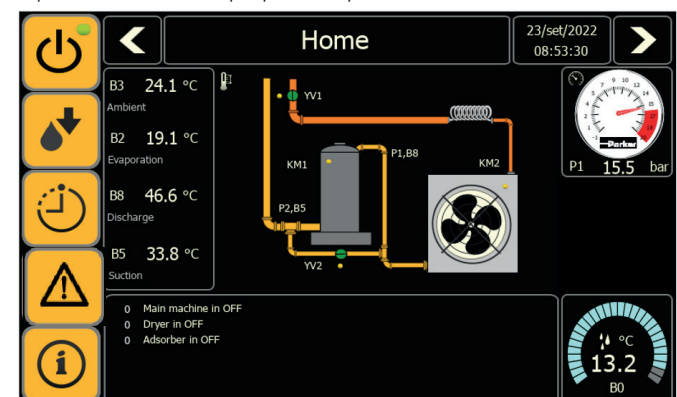 Home
23/set/2022
08:53:30
B3 24.1 °C
Ambient
B2 19.1 °C
Evaporation
B8 46.6 °C
Discharge
B5 33.8 °C
Suction
YV1
KM1
P1,B8
KM2
P2,B5
YV2
Parker
P1 15.5 bar
0 Main machine in OFF
0 Dryer in OFF
0 Adsorber in OFF
°C
13.2
B0